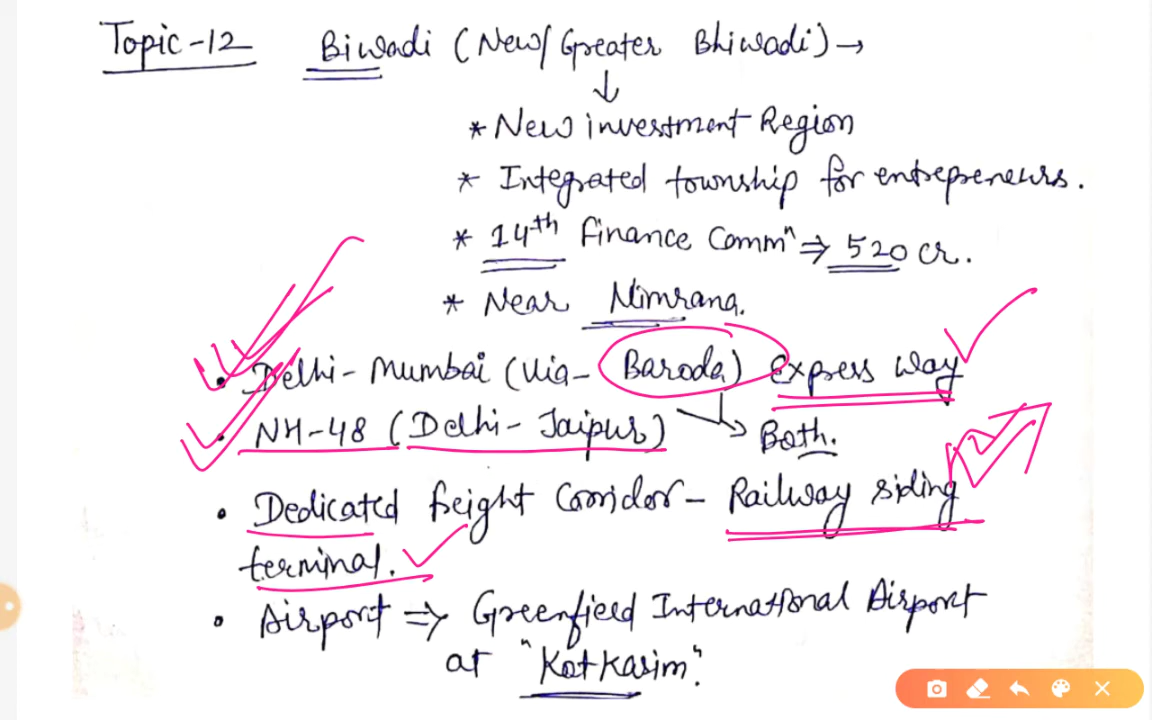 Topic-12 Biwadi (New/Greater Bhiwadi) →
↓
* New investment Region
* Integrated township for entrepreneurs.
* 14th Finance Commⁿ ⇒ 520 cr.
* Near Nimrana.
• Delhi - Mumbai (Via - Baroda) Express Way
• NH-48 (Delhi - Jaipur) → Both.
• Dedicated freight Corridor - Railway siding
terminal.
• Airport ⇒ Greenfield International Airport
at "Kotkasim".